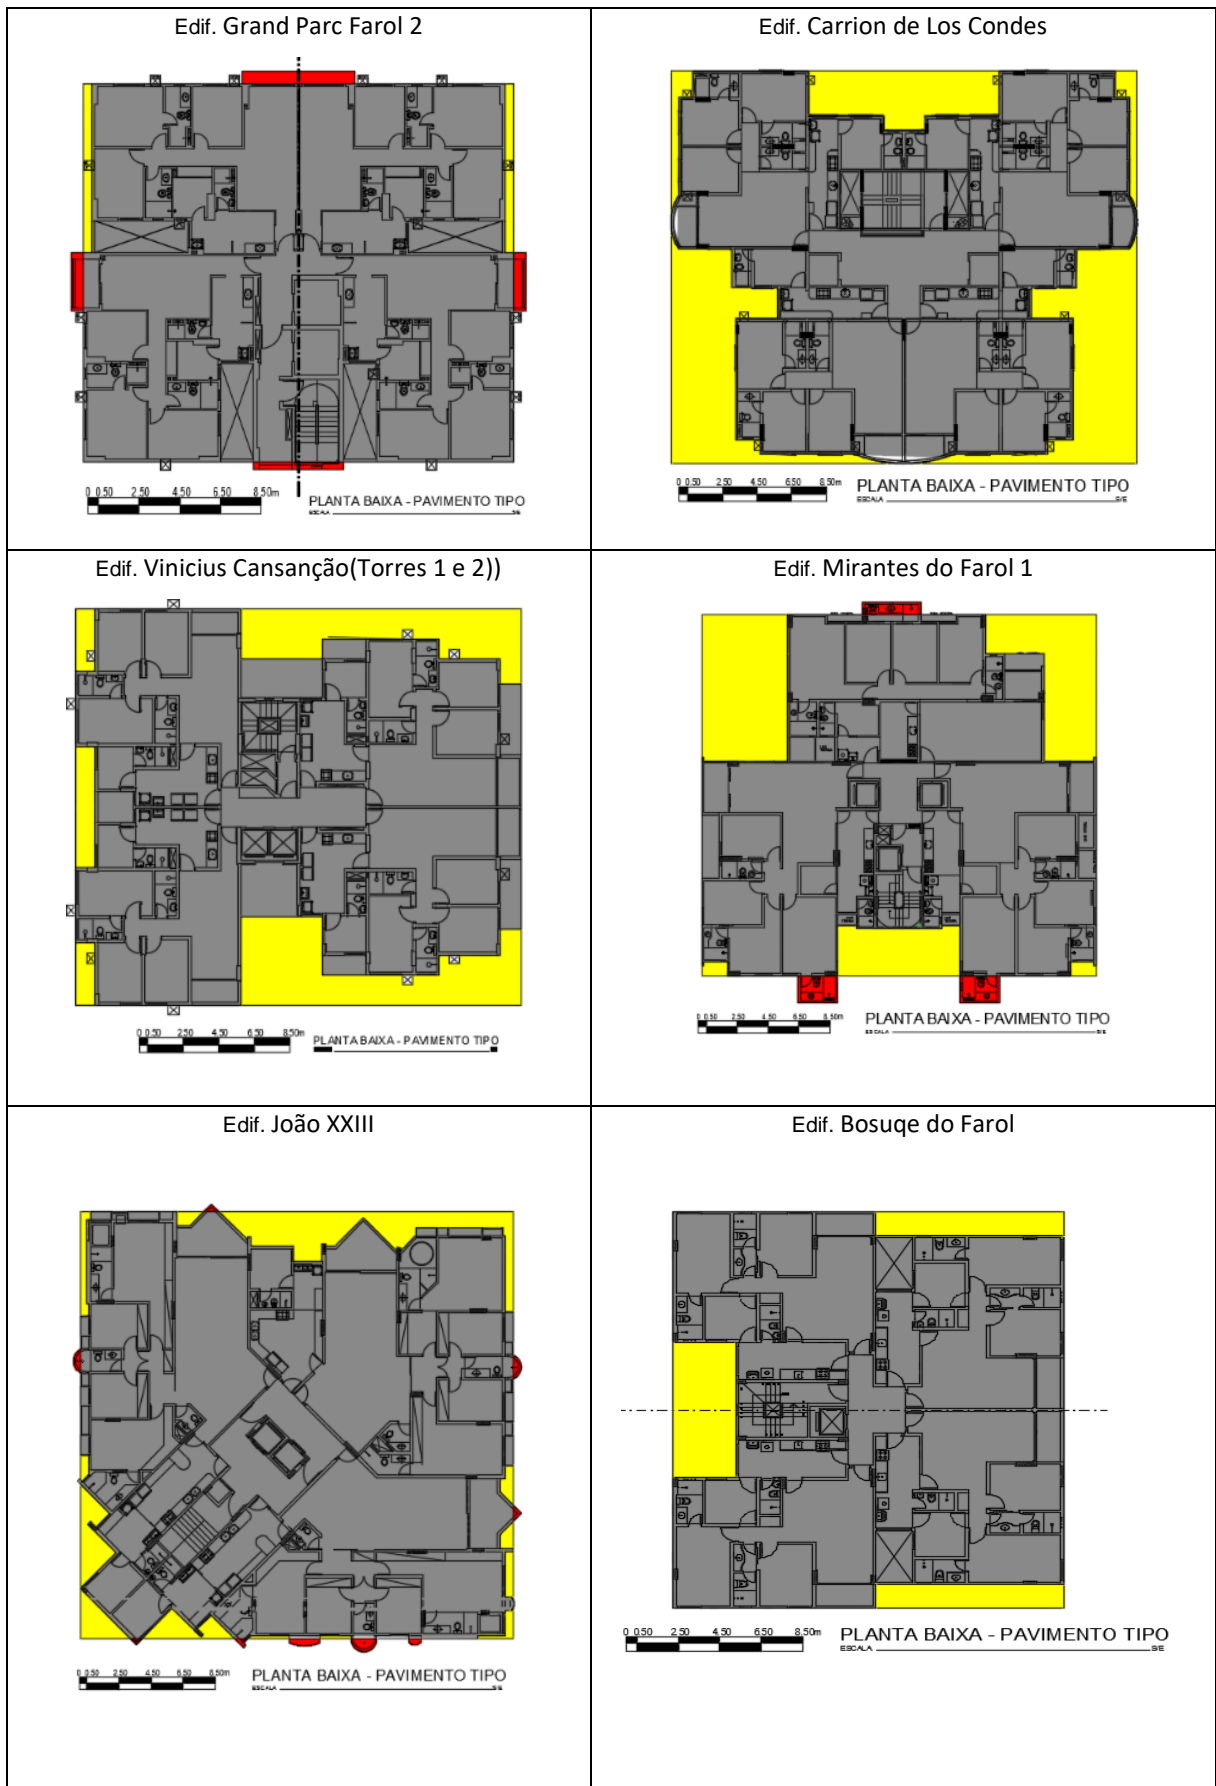 Edif. Grand Parc Farol 2
0 0.50 2.50 4.50 6.50 8.50m
PLANTA BAIXA - PAVIMENTO TIPO
ESCALA S/E
Edif. Carrion de Los Condes
0 0.50 2.50 4.50 6.50 8.50m
PLANTA BAIXA - PAVIMENTO TIPO
ESCALA S/E
Edif. Vinicius Cansanção(Torres 1 e 2))
0 0.50 2.50 4.50 6.50 8.50m
PLANTA BAIXA - PAVIMENTO TIPO
Edif. Mirantes do Farol 1
0 0.50 2.50 4.50 6.50 8.50m
PLANTA BAIXA - PAVIMENTO TIPO
ESCALA S/E
Edif. João XXIII
0 0.50 2.50 4.50 6.50 8.50m
PLANTA BAIXA - PAVIMENTO TIPO
ESCALA S/E
Edif. Bosuqe do Farol
0 0.50 2.50 4.50 6.50 8.50m
PLANTA BAIXA - PAVIMENTO TIPO
ESCALA S/E